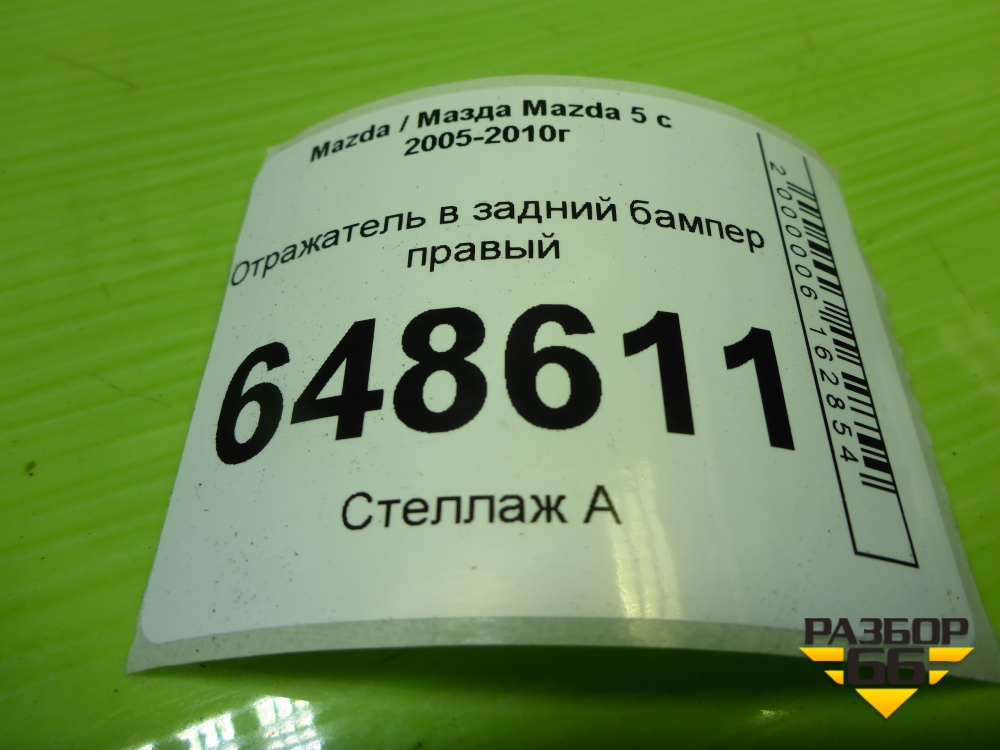 Mazda / Мазда Mazda 5 с
2005-2010г
Отражатель в задний бампер
правый
648611
Стеллаж А
2000006162854
РАЗБОР
66